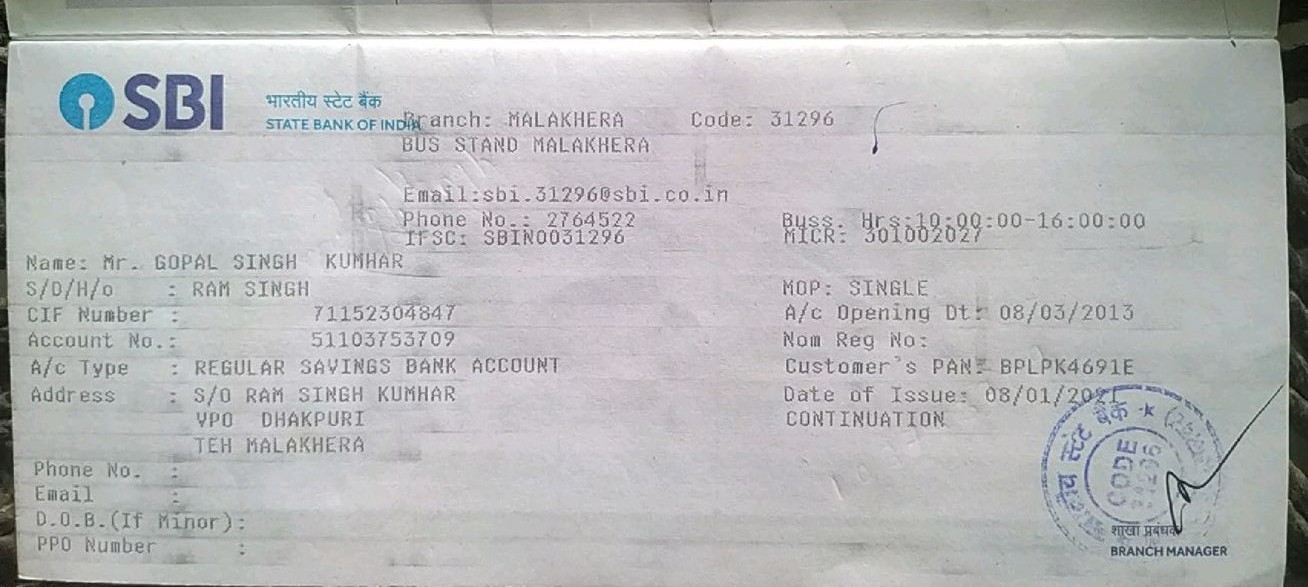 SBI
भारतीय स्टेट बैंक
STATE BANK OF INDIA
Branch: MALAKHERA Code: 31296
BUS STAND MALAKHERA
Email:sbi.31296@sbi.co.in
Phone No.: 2764522 Buss. Hrs:10:00:00-16:00:00
IFSC: SBIN0031296 MICR: 301002027
Name: Mr. GOPAL SINGH KUMHAR
S/D/H/o : RAM SINGH MOP: SINGLE
CIF Number : 71152304847 A/c Opening Dt: 08/03/2013
Account No.: 51103753709 Nom Reg No:
A/c Type : REGULAR SAVINGS BANK ACCOUNT Customer's PAN: BPLPK4691E
Address : S/O RAM SINGH KUMHAR Date of Issue: 08/01/2021
VPO DHAKPURI CONTINUATION
TEH MALAKHERA
Phone No. :
Email :
D.O.B.(If Minor):
PPO Number :
स्टेट बैंक
CODE
31296
शाखा प्रबंधक
BRANCH MANAGER